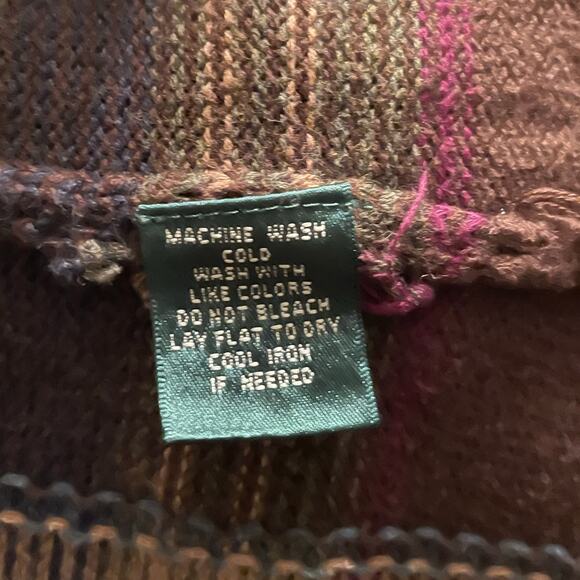 MACHINE WASH
COLD
WASH WITH
LIKE COLORS
DO NOT BLEACH
LAY FLAT TO DRY
COOL IRON
IF NEEDED